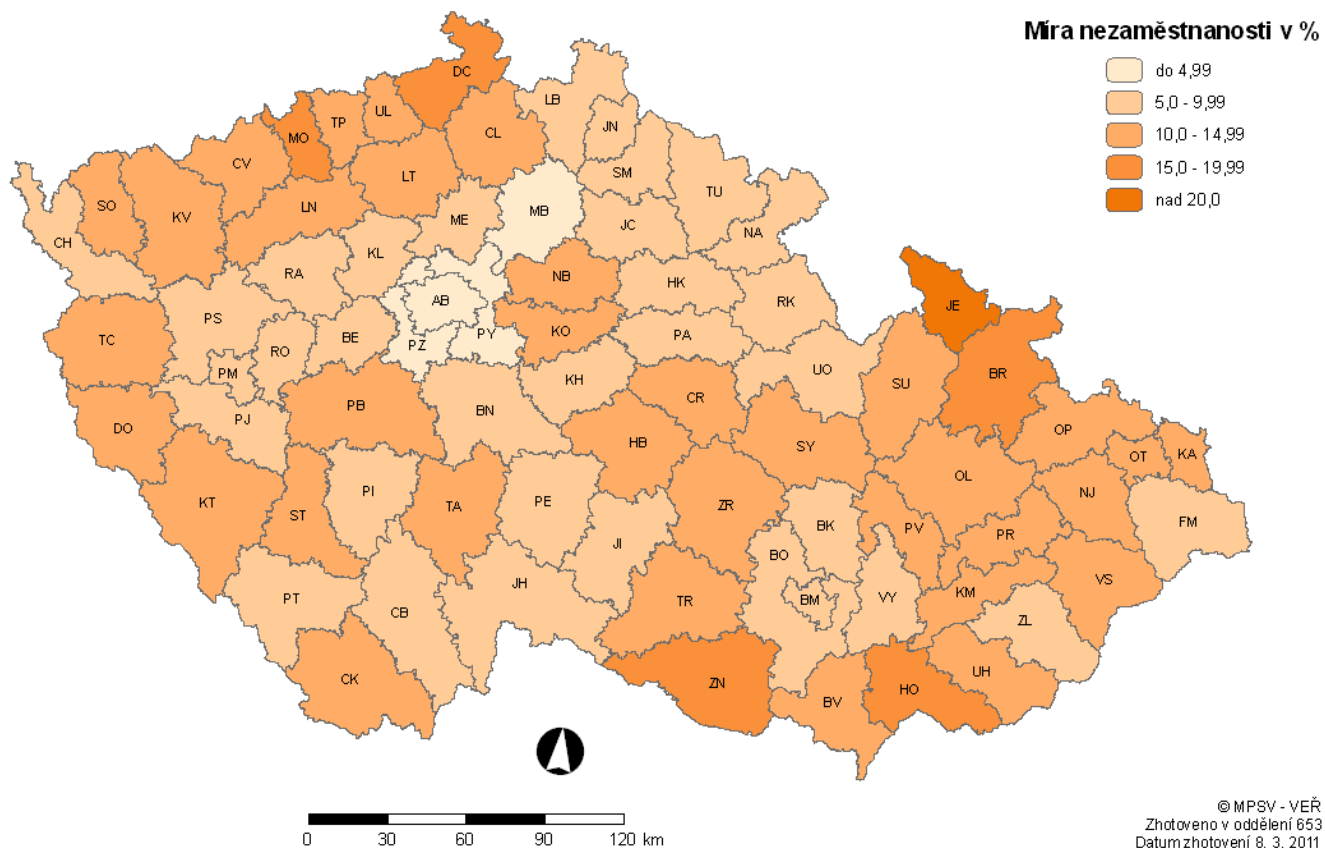 Míra nezaměstnanosti v %
do 4,99
5,0 - 9,99
10,0 - 14,99
15,0 - 19,99
nad 20,0
DC
LB
UL
TP
MO
JN
CL
CV
LT
SM
SO
KV
LN
MB
TU
ME
JC
NA
CH
KL
RA
NB
HK
AB
RK
JE
PS
KO
PA
PY
TC
BE
PZ
RO
PM
UO
KH
SU
BR
CR
PB
BN
PJ
DO
OP
HB
SY
OT
KA
OL
PI
NJ
KT
ST
TA
PE
ZR
FM
BK
PV
PR
JI
BO
VS
JH
PT
KM
VY
BM
TR
CB
ZL
UH
CK
ZN
HO
BV
0 30 60 90 120 km
© MPSV - VEŘ
Zhotoveno v oddělení 653
Datum zhotovení 8. 3. 2011